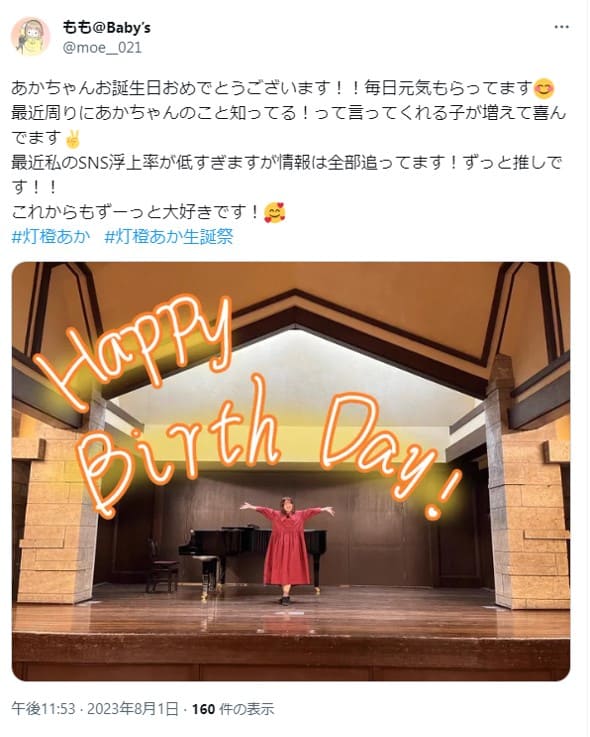 もも@Baby’s
@moe__021
あかちゃんお誕生日おめでとうございます！！毎日元気もらってます😊
最近周りにあかちゃんのこと知ってる！って言ってくれる子が増えて喜ん
でます✌️
最近私のSNS浮上率が低すぎますが情報は全部追ってます！ずっと推しで
す！！
これからもずーっと大好きです！🥰
#灯橙あか #灯橙あか生誕祭
Happy
Birth Day!
午後11:53 · 2023年8月1日 · 160 件の表示